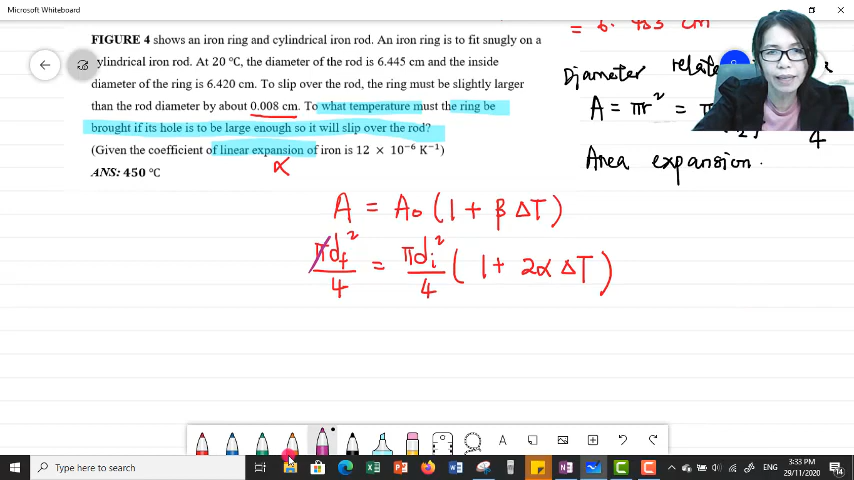 Microsoft Whiteboard
= 6.453 cm
FIGURE 4 shows an iron ring and cylindrical iron rod. An iron ring is to fit snugly on a
cylindrical iron rod. At 20 °C, the diameter of the rod is 6.445 cm and the inside
diameter of the ring is 6.420 cm. To slip over the rod, the ring must be slightly larger
than the rod diameter by about 0.008 cm. To what temperature must the ring be
brought if its hole is to be large enough so it will slip over the rod?
(Given the coefficient of linear expansion of iron is 12 × 10⁻⁶ K⁻¹)
α
ANS: 450 °C
Diameter
A = πr² =
4
Area expansion.
A = A₀ (1 + β ΔT)
πd_f²/4 = πd_i²/4 (1 + 2α ΔT)
Type here to search
ENG
3:33 PM
29/11/2020
14